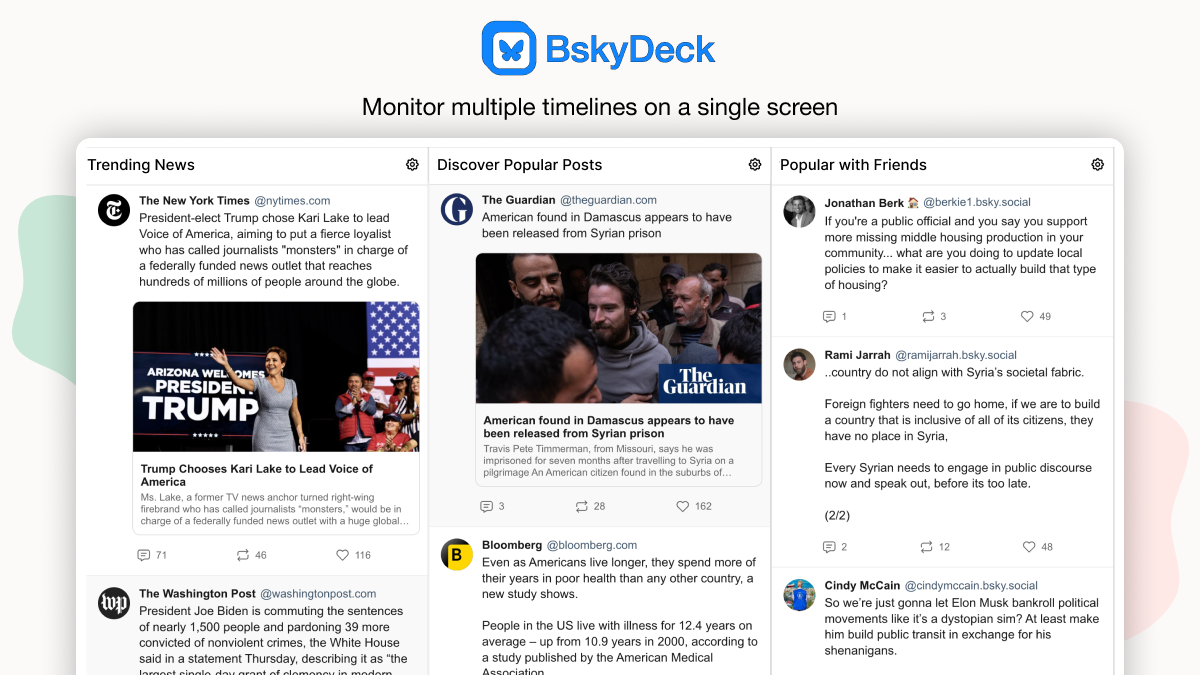 BskyDeck
Monitor multiple timelines on a single screen
Trending News
The New York Times @nytimes.com
President-elect Trump chose Kari Lake to lead
Voice of America, aiming to put a fierce loyalist
who has called journalists "monsters" in charge of
a federally funded news outlet that reaches
hundreds of millions of people around the globe.
ARIZONA WELCOMES
PRESIDENT
TRUMP
Trump Chooses Kari Lake to Lead Voice of
America
Ms. Lake, a former TV news anchor turned right-wing
firebrand who has called journalists “monsters,” would be in
charge of a federally funded news outlet with a huge global…
71 46 116
wp
The Washington Post @washingtonpost.com
President Joe Biden is commuting the sentences
of nearly 1,500 people and pardoning 39 more
convicted of nonviolent crimes, the White House
said in a statement Thursday, describing it as “the
largest single-day grant of clemency in modern
Discover Popular Posts
G
The Guardian @theguardian.com
American found in Damascus appears to have
been released from Syrian prison
The
Guardian
American found in Damascus appears to have
been released from Syrian prison
Travis Pete Timmerman, from Missouri, says he was
imprisoned for seven months after travelling to Syria on a
pilgrimage An American citizen found in the suburbs of…
3 28 162
B
Bloomberg @bloomberg.com
Even as Americans live longer, they spend more of
their years in poor health than any other country, a
new study shows.
People in the US live with illness for 12.4 years on
average – up from 10.9 years in 2000, according to
a study published by the American Medical
Association
Popular with Friends
Jonathan Berk @berkie1.bsky.social
If you're a public official and you say you support
more missing middle housing production in your
community... what are you doing to update local
policies to make it easier to actually build that type
of housing?
1 3 49
Rami Jarrah @ramijarrah.bsky.social
..country do not align with Syria’s societal fabric.
Foreign fighters need to go home, if we are to build
a country that is inclusive of all of its citizens, they
have no place in Syria,
Every Syrian needs to engage in public discourse
now and speak out, before its too late.
(2/2)
2 12 48
Cindy McCain @cindymccain.bsky.social
So we’re just gonna let Elon Musk bankroll political
movements like it’s a dystopian sim? At least make
him build public transit in exchange for his
shenanigans.